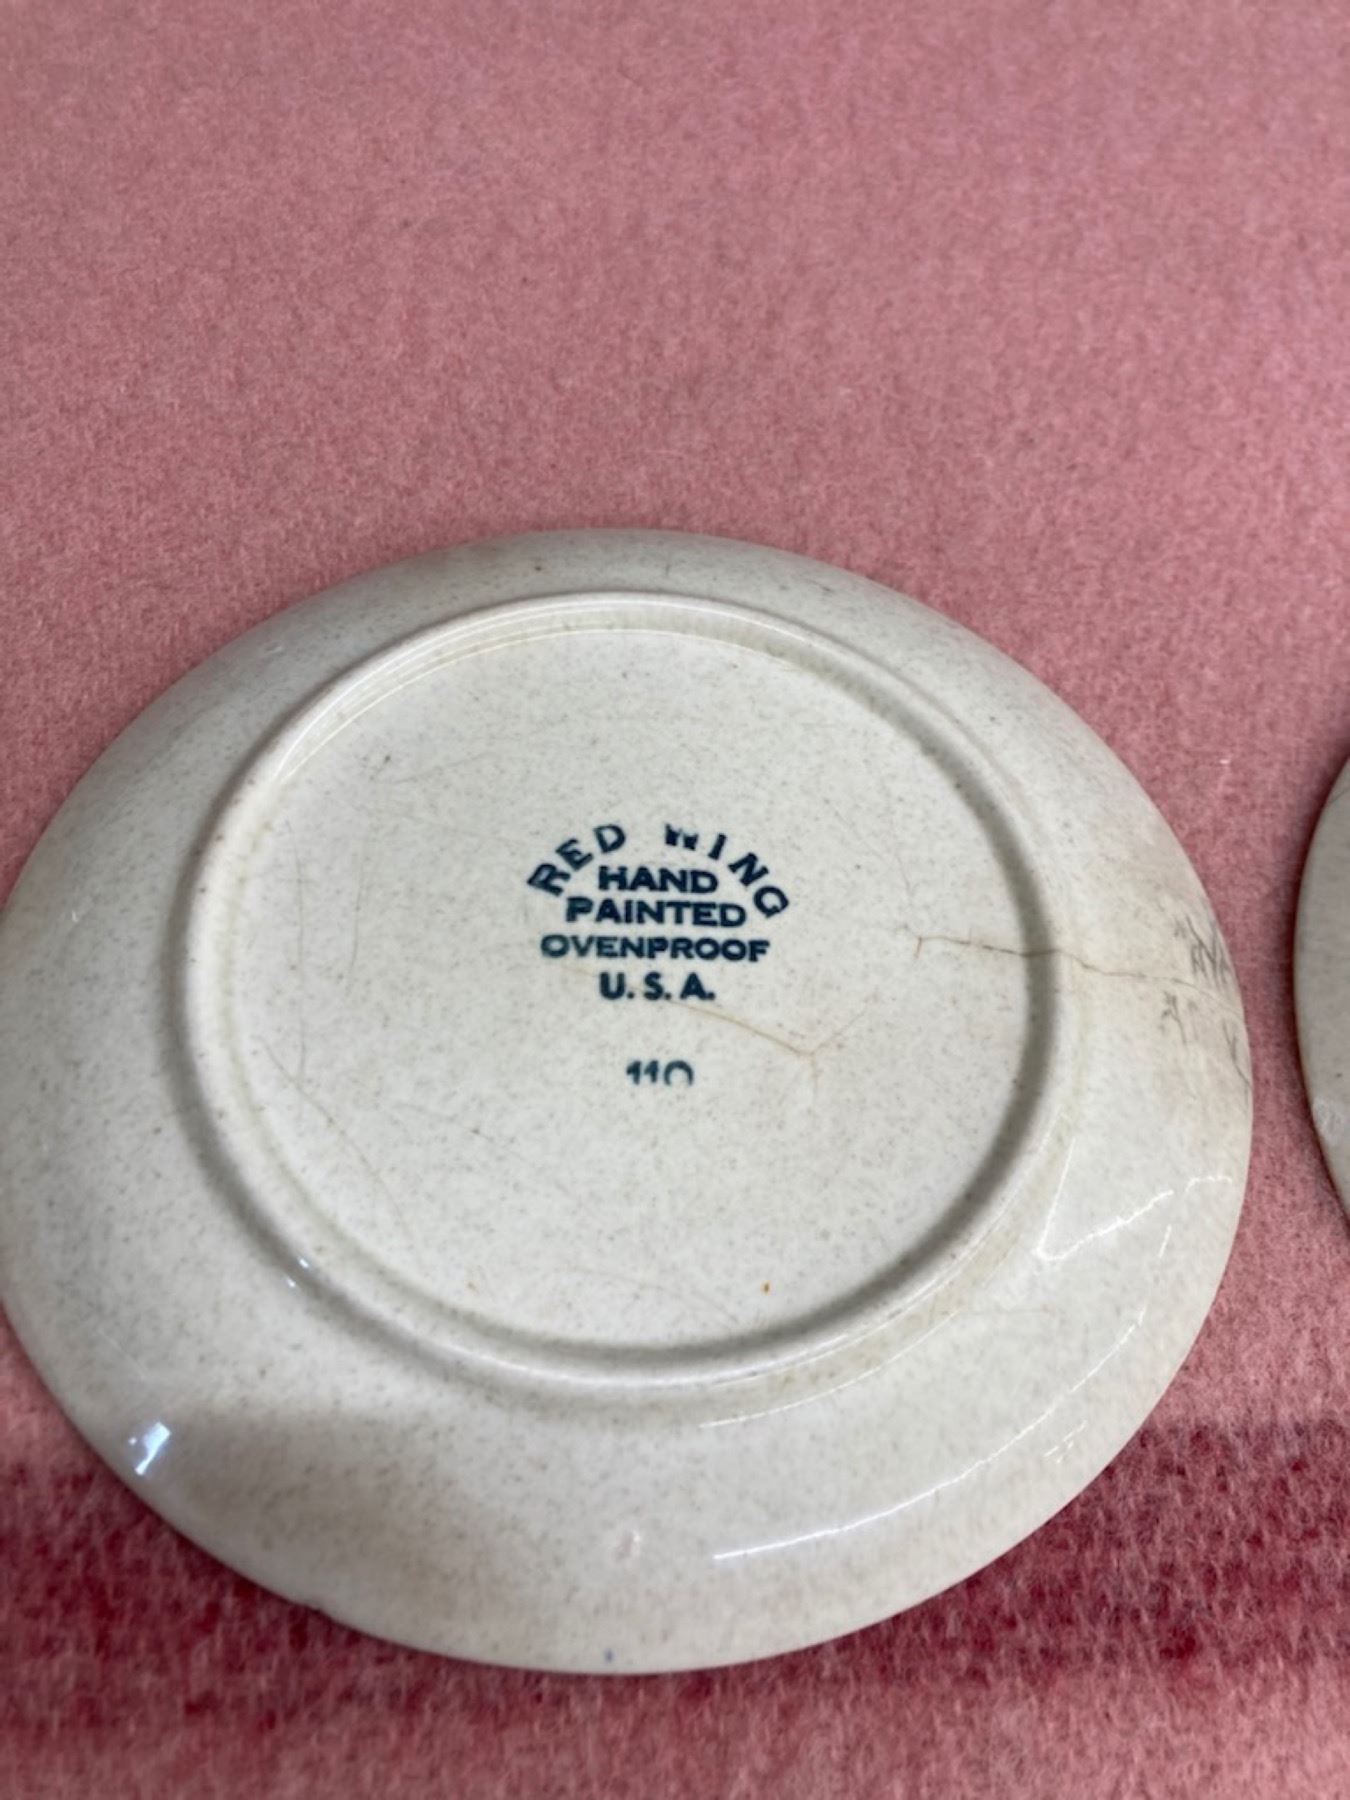 RED WING
HAND
PAINTED
OVENPROOF
U.S.A.
110